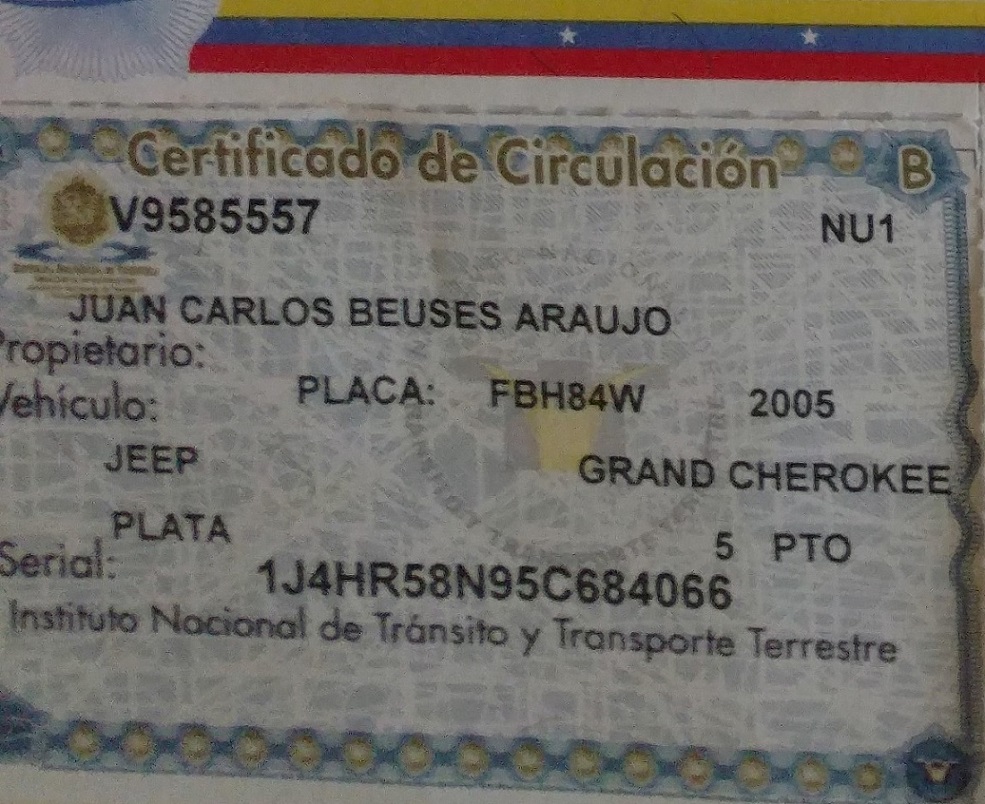 Certificado de Circulación B
V9585557 NU1
JUAN CARLOS BEUSES ARAUJO
Propietario:
Vehículo: PLACA: FBH84W 2005
JEEP GRAND CHEROKEE
PLATA 5 PTO
Serial: 1J4HR58N95C684066
Instituto Nacional de Tránsito y Transporte Terrestre